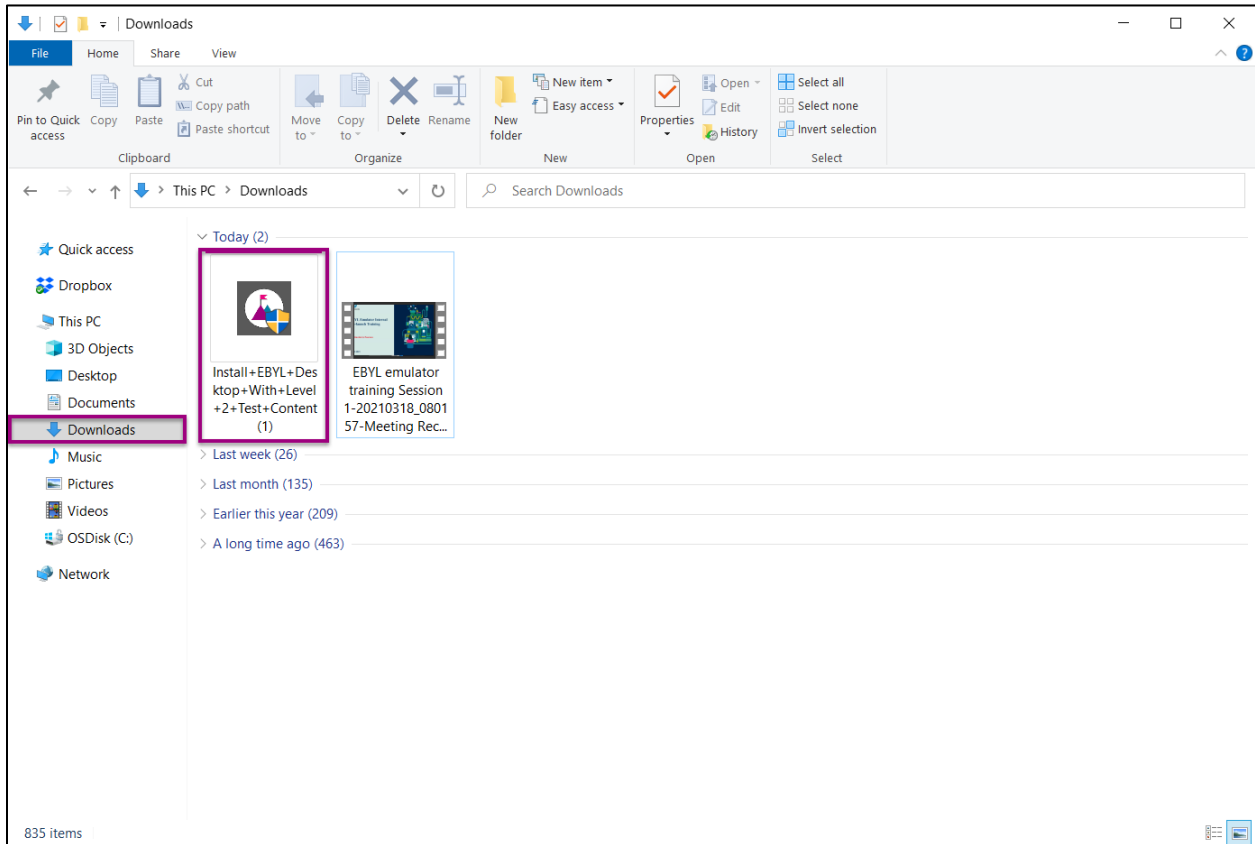 Downloads
File Home Share View
Pin to Quick access
Copy
Paste
Cut
Copy path
Paste shortcut
Clipboard
Move to
Copy to
Delete
Rename
Organize
New folder
New item
Easy access
New
Properties
Open
Edit
History
Open
Select all
Select none
Invert selection
Select
This PC > Downloads
Search Downloads
Quick access
Dropbox
This PC
3D Objects
Desktop
Documents
Downloads
Music
Pictures
Videos
OSDisk (C:)
Network
Today (2)
Install+EBYL+Des
ktop+With+Level
+2+Test+Content
(1)
EBYL emulator
training Session
1-20210318_0801
57-Meeting Rec...
Last week (26)
Last month (135)
Earlier this year (209)
A long time ago (463)
835 items